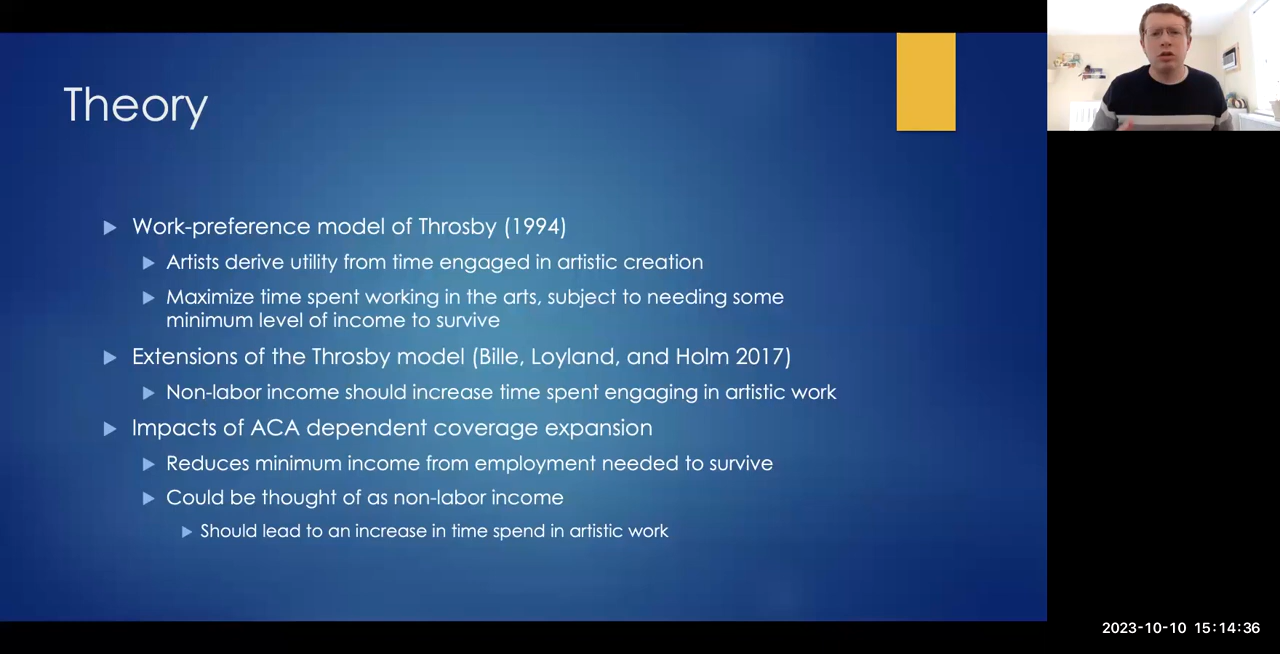 Theory
Work-preference model of Throsby (1994)
Artists derive utility from time engaged in artistic creation
Maximize time spent working in the arts, subject to needing some
minimum level of income to survive
Extensions of the Throsby model (Bille, Loyland, and Holm 2017)
Non-labor income should increase time spent engaging in artistic work
Impacts of ACA dependent coverage expansion
Reduces minimum income from employment needed to survive
Could be thought of as non-labor income
Should lead to an increase in time spend in artistic work
2023-10-10 15:14:36